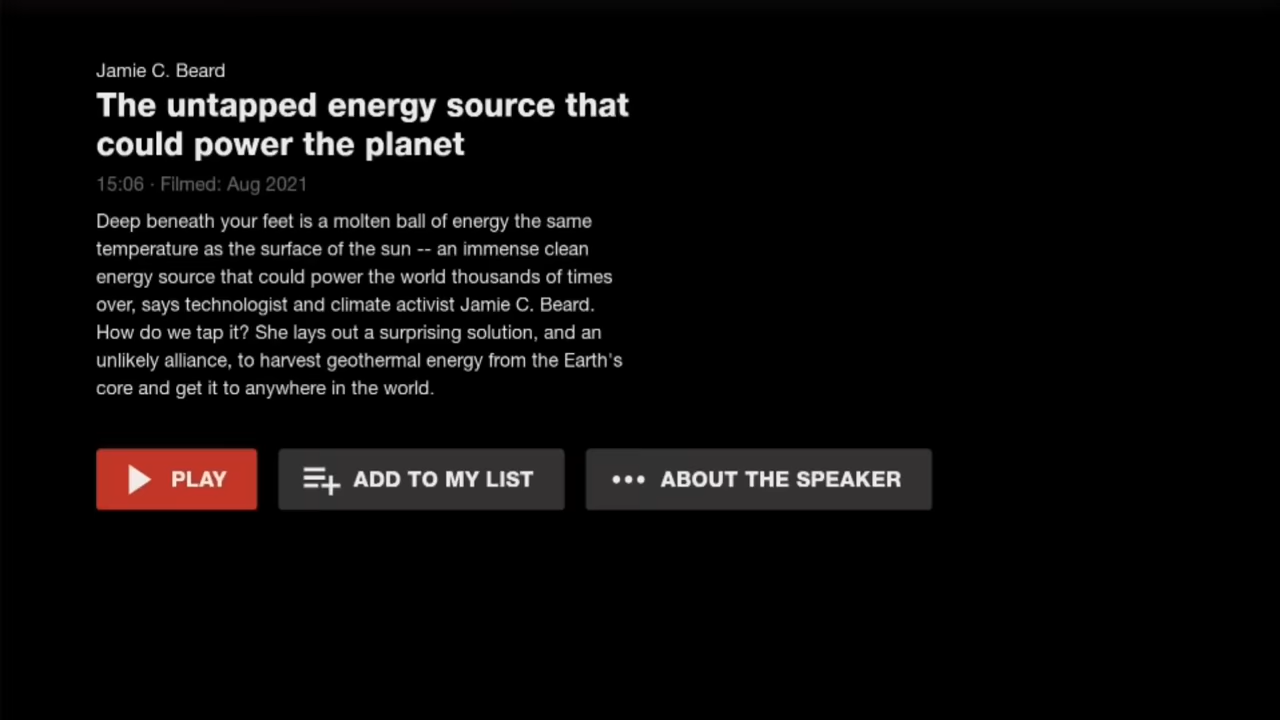 Jamie C. Beard
The untapped energy source that
could power the planet
15:06 · Filmed: Aug 2021
Deep beneath your feet is a molten ball of energy the same
temperature as the surface of the sun -- an immense clean
energy source that could power the world thousands of times
over, says technologist and climate activist Jamie C. Beard.
How do we tap it? She lays out a surprising solution, and an
unlikely alliance, to harvest geothermal energy from the Earth's
core and get it to anywhere in the world.
PLAY
ADD TO MY LIST
ABOUT THE SPEAKER